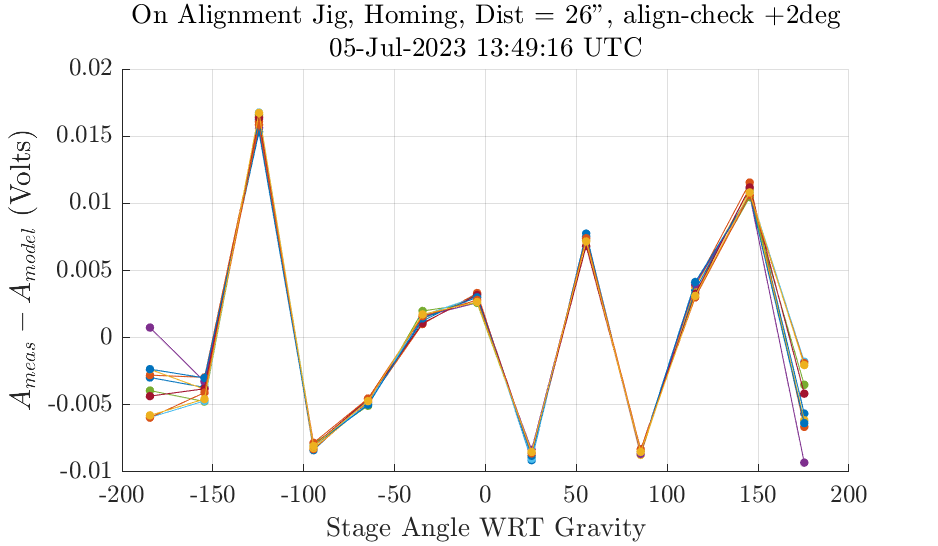 On Alignment Jig, Homing, Dist = 26”, align-check +2deg
05-Jul-2023 13:49:16 UTC
A_meas − A_model (Volts)
0.02
0.015
0.01
0.005
0
-0.005
-0.01
-200 -150 -100 -50 0 50 100 150 200
Stage Angle WRT Gravity